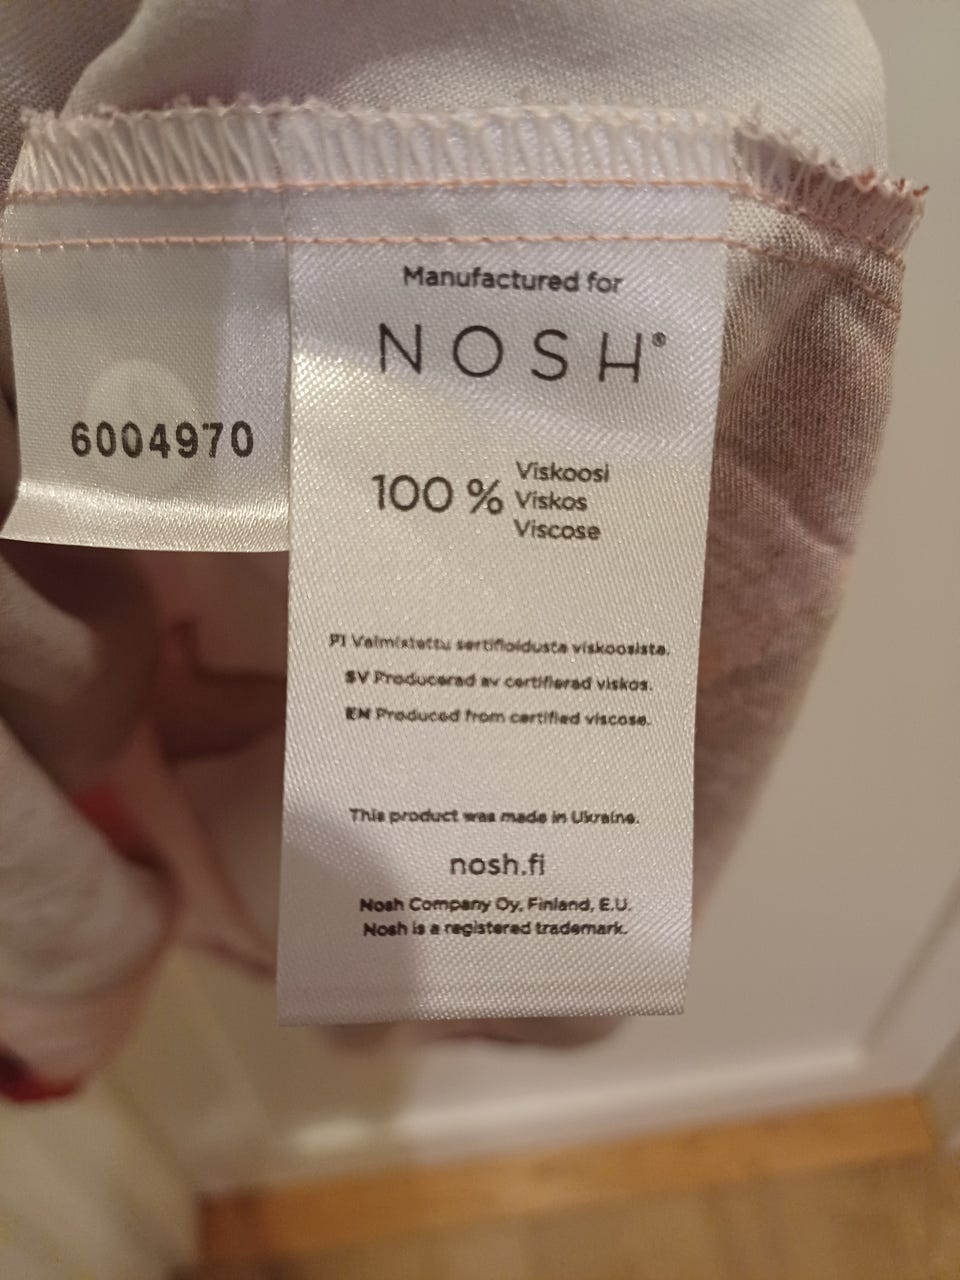 6004970
Manufactured for
NOSH®
100 % Viskoosi
Viskos
Viscose
FI Valmistettu sertifioidusta viskoosista.
SV Producerad av certifierad viskos.
EN Produced from certified viscose.
This product was made in Ukraine.
nosh.fi
Nosh Company Oy, Finland, E.U.
Nosh is a registered trademark.